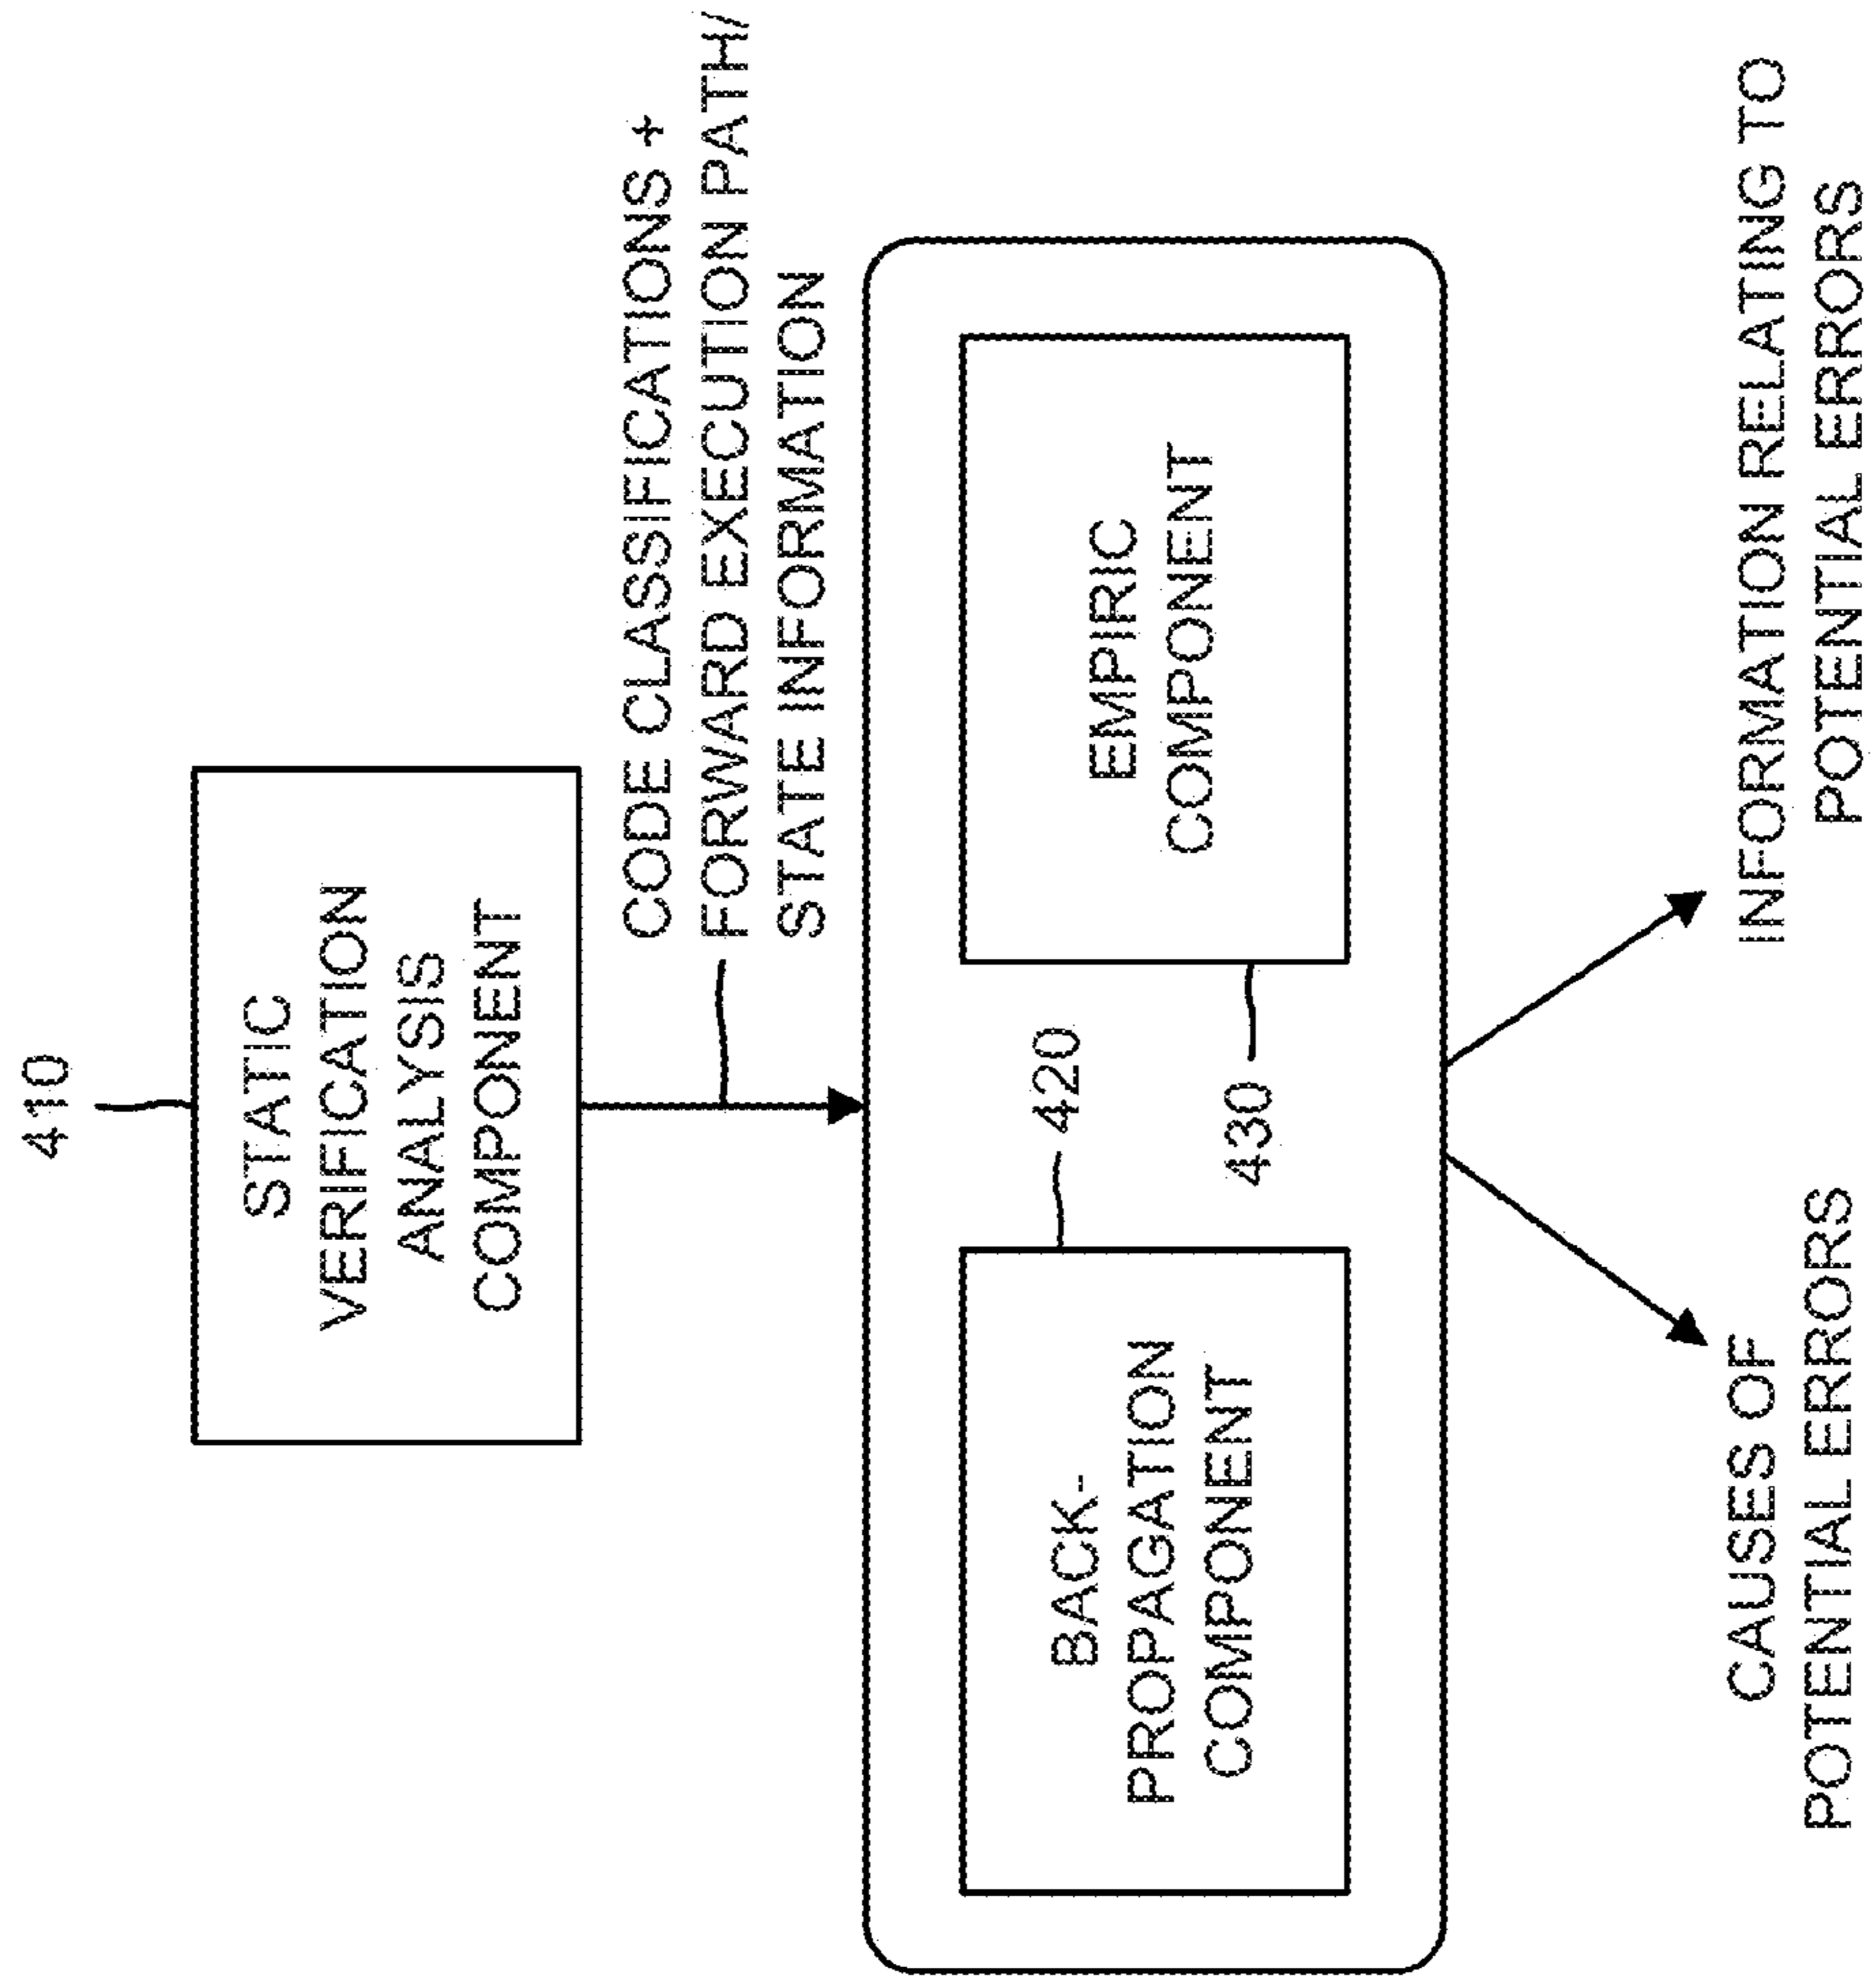 410
STATIC
VERIFICATION
ANALYSIS
COMPONENT
CODE CLASSIFICATIONS +
FORWARD EXECUTION PATH/
STATE INFORMATION
BACK-
PROPAGATION
COMPONENT
420
430
EMPIRIC
COMPONENT
CAUSES OF
POTENTIAL ERRORS
INFORMATION RELATING TO
POTENTIAL ERRORS